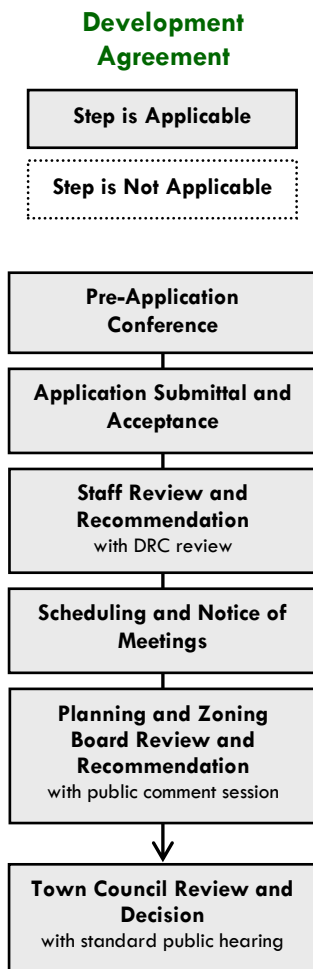 Development
Agreement
Step is Applicable
Step is Not Applicable
Pre-Application
Conference
Application Submittal and
Acceptance
Staff Review and
Recommendation
with DRC review
Scheduling and Notice of
Meetings
Planning and Zoning
Board Review and
Recommendation
with public comment session
Town Council Review and
Decision
with standard public hearing